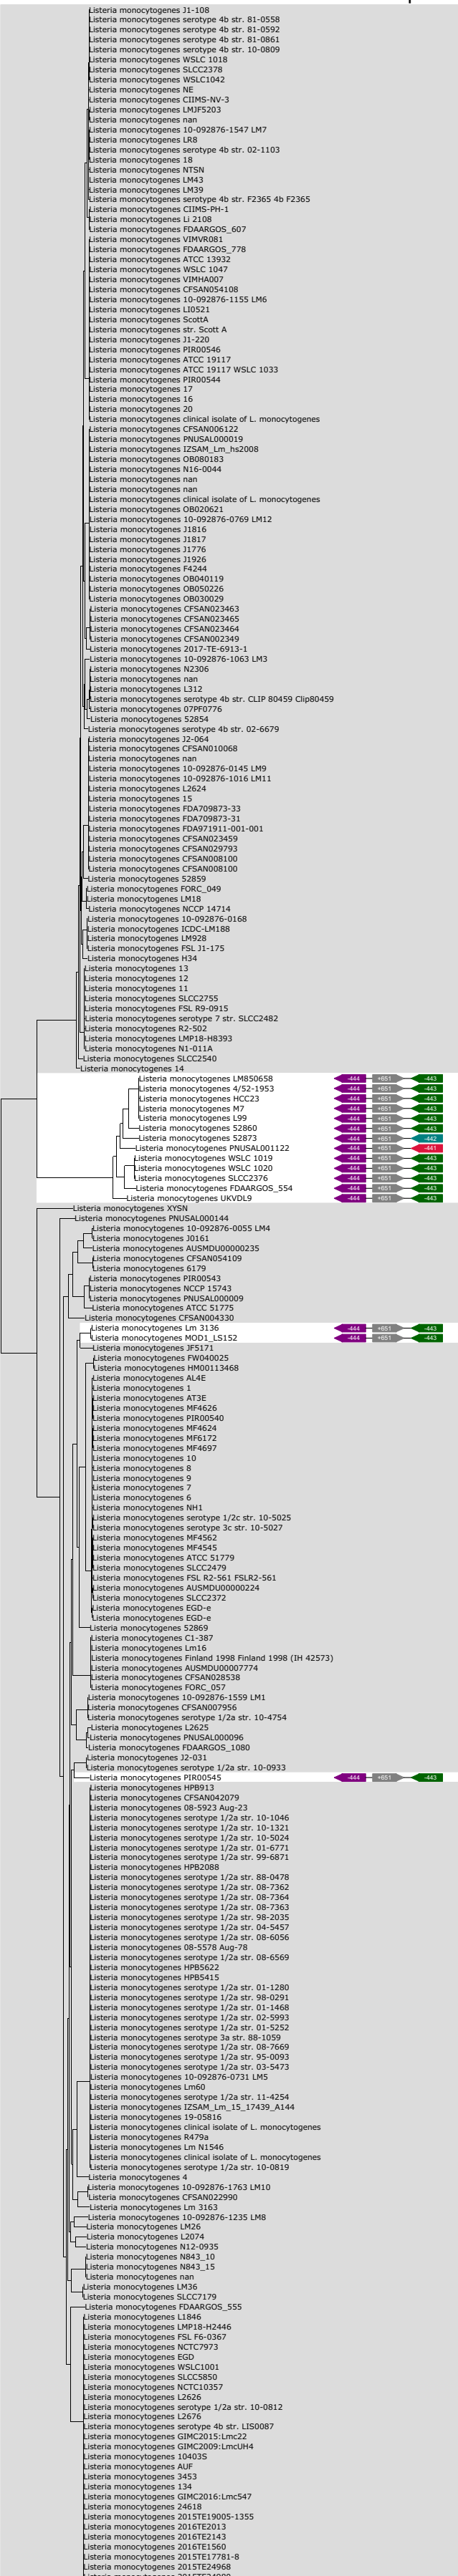 Listeria monocytogenes J1-108
Listeria monocytogenes serotype 4b str. 81-0558
Listeria monocytogenes serotype 4b str. 81-0592
Listeria monocytogenes serotype 4b str. 81-0861
Listeria monocytogenes serotype 4b str. 10-0809
Listeria monocytogenes WSLC 1018
Listeria monocytogenes SLCC2378
Listeria monocytogenes WSLC1042
Listeria monocytogenes NE
Listeria monocytogenes CIIMS-NV-3
Listeria monocytogenes LMJF5203
Listeria monocytogenes nan
Listeria monocytogenes 10-092876-1547 LM7
Listeria monocytogenes LR8
Listeria monocytogenes serotype 4b str. 02-1103
Listeria monocytogenes 18
Listeria monocytogenes NTSN
Listeria monocytogenes LM43
Listeria monocytogenes LM39
Listeria monocytogenes serotype 4b str. F2365 4b F2365
Listeria monocytogenes CIIMS-PH-1
Listeria monocytogenes Li 2108
Listeria monocytogenes FDAARGOS_607
Listeria monocytogenes VIMVR081
Listeria monocytogenes FDAARGOS_778
Listeria monocytogenes ATCC 13932
Listeria monocytogenes WSLC 1047
Listeria monocytogenes VIMHA007
Listeria monocytogenes CFSAN054108
Listeria monocytogenes 10-092876-1155 LM6
Listeria monocytogenes LI0521
Listeria monocytogenes ScottA
Listeria monocytogenes str. Scott A
Listeria monocytogenes J1-220
Listeria monocytogenes PIR00546
Listeria monocytogenes ATCC 19117
Listeria monocytogenes ATCC 19117 WSLC 1033
Listeria monocytogenes PIR00544
Listeria monocytogenes 17
Listeria monocytogenes 16
Listeria monocytogenes 20
Listeria monocytogenes clinical isolate of L. monocytogenes
Listeria monocytogenes CFSAN006122
Listeria monocytogenes PNUSAL000019
Listeria monocytogenes IZSAM_Lm_hs2008
Listeria monocytogenes OB080183
Listeria monocytogenes N16-0044
Listeria monocytogenes nan
Listeria monocytogenes nan
Listeria monocytogenes clinical isolate of L. monocytogenes
Listeria monocytogenes OB020621
Listeria monocytogenes 10-092876-0769 LM12
Listeria monocytogenes J1816
Listeria monocytogenes J1817
Listeria monocytogenes J1776
Listeria monocytogenes J1926
Listeria monocytogenes F4244
Listeria monocytogenes OB040119
Listeria monocytogenes OB050226
Listeria monocytogenes OB030029
Listeria monocytogenes CFSAN023463
Listeria monocytogenes CFSAN023465
Listeria monocytogenes CFSAN023464
Listeria monocytogenes CFSAN002349
Listeria monocytogenes 2017-TE-6913-1
Listeria monocytogenes 10-092876-1063 LM3
Listeria monocytogenes N2306
Listeria monocytogenes nan
Listeria monocytogenes L312
Listeria monocytogenes serotype 4b str. CLIP 80459 Clip80459
Listeria monocytogenes 07PF0776
Listeria monocytogenes 52854
Listeria monocytogenes serotype 4b str. 02-6679
Listeria monocytogenes J2-064
Listeria monocytogenes CFSAN010068
Listeria monocytogenes nan
Listeria monocytogenes 10-092876-0145 LM9
Listeria monocytogenes 10-092876-1016 LM11
Listeria monocytogenes L2624
Listeria monocytogenes 15
Listeria monocytogenes FDA709873-33
Listeria monocytogenes FDA709873-31
Listeria monocytogenes FDA971911-001-001
Listeria monocytogenes CFSAN023459
Listeria monocytogenes CFSAN029793
Listeria monocytogenes CFSAN008100
Listeria monocytogenes CFSAN008100
Listeria monocytogenes 52859
Listeria monocytogenes FORC_049
Listeria monocytogenes LM18
Listeria monocytogenes NCCP 14714
Listeria monocytogenes 10-092876-0168
Listeria monocytogenes ICDC-LM188
Listeria monocytogenes LM928
Listeria monocytogenes FSL J1-175
Listeria monocytogenes H34
Listeria monocytogenes 13
Listeria monocytogenes 12
Listeria monocytogenes 11
Listeria monocytogenes SLCC2755
Listeria monocytogenes FSL R9-0915
Listeria monocytogenes serotype 7 str. SLCC2482
Listeria monocytogenes R2-502
Listeria monocytogenes LMP18-H8393
Listeria monocytogenes N1-011A
Listeria monocytogenes SLCC2540
Listeria monocytogenes 14
Listeria monocytogenes LM850658 -444 +651 -443
Listeria monocytogenes 4/52-1953 -444 +651 -443
Listeria monocytogenes HCC23 -444 +651 -443
Listeria monocytogenes M7 -444 +651 -443
Listeria monocytogenes L99 -444 +651 -443
Listeria monocytogenes 52860 -444 +651 -443
Listeria monocytogenes 52873 -444 +651 -442
Listeria monocytogenes PNUSAL001122 -444 +651 -441
Listeria monocytogenes WSLC 1019 -444 +651 -443
Listeria monocytogenes WSLC 1020 -444 +651 -443
Listeria monocytogenes SLCC2376 -444 +651 -443
Listeria monocytogenes FDAARGOS_554 -444 +651 -443
Listeria monocytogenes UKVDL9 -444 +651 -443
Listeria monocytogenes XYSN
Listeria monocytogenes PNUSAL000144
Listeria monocytogenes 10-092876-0055 LM4
Listeria monocytogenes J0161
Listeria monocytogenes AUSMDU00000235
Listeria monocytogenes CFSAN054109
Listeria monocytogenes 6179
Listeria monocytogenes PIR00543
Listeria monocytogenes NCCP 15743
Listeria monocytogenes PNUSAL000009
Listeria monocytogenes ATCC 51775
Listeria monocytogenes CFSAN004330
Listeria monocytogenes Lm 3136 -444 +651 -443
Listeria monocytogenes MOD1_LS152 -444 +651 -443
Listeria monocytogenes JF5171
Listeria monocytogenes FW040025
Listeria monocytogenes HM00113468
Listeria monocytogenes AL4E
Listeria monocytogenes 1
Listeria monocytogenes AT3E
Listeria monocytogenes MF4626
Listeria monocytogenes PIR00540
Listeria monocytogenes MF4624
Listeria monocytogenes MF6172
Listeria monocytogenes MF4697
Listeria monocytogenes 10
Listeria monocytogenes 8
Listeria monocytogenes 9
Listeria monocytogenes 7
Listeria monocytogenes 6
Listeria monocytogenes NH1
Listeria monocytogenes serotype 1/2c str. 10-5025
Listeria monocytogenes serotype 3c str. 10-5027
Listeria monocytogenes MF4562
Listeria monocytogenes MF4545
Listeria monocytogenes ATCC 51779
Listeria monocytogenes SLCC2479
Listeria monocytogenes FSL R2-561 FSLR2-561
Listeria monocytogenes AUSMDU00000224
Listeria monocytogenes SLCC2372
Listeria monocytogenes EGD-e
Listeria monocytogenes EGD-e
Listeria monocytogenes 52869
Listeria monocytogenes C1-387
Listeria monocytogenes Lm16
Listeria monocytogenes Finland 1998 Finland 1998 (IH 42573)
Listeria monocytogenes AUSMDU00007774
Listeria monocytogenes CFSAN028538
Listeria monocytogenes FORC_057
Listeria monocytogenes 10-092876-1559 LM1
Listeria monocytogenes CFSAN007956
Listeria monocytogenes serotype 1/2a str. 10-4754
Listeria monocytogenes L2625
Listeria monocytogenes PNUSAL000096
Listeria monocytogenes FDAARGOS_1080
Listeria monocytogenes J2-031
Listeria monocytogenes serotype 1/2a str. 10-0933
Listeria monocytogenes PIR00545 -444 +651 -443
Listeria monocytogenes HPB913
Listeria monocytogenes CFSAN042079
Listeria monocytogenes 08-5923 Aug-23
Listeria monocytogenes serotype 1/2a str. 10-1046
Listeria monocytogenes serotype 1/2a str. 10-1321
Listeria monocytogenes serotype 1/2a str. 10-5024
Listeria monocytogenes serotype 1/2a str. 01-6771
Listeria monocytogenes serotype 1/2a str. 99-6871
Listeria monocytogenes HPB2088
Listeria monocytogenes serotype 1/2a str. 88-0478
Listeria monocytogenes serotype 1/2a str. 08-7362
Listeria monocytogenes serotype 1/2a str. 08-7364
Listeria monocytogenes serotype 1/2a str. 08-7363
Listeria monocytogenes serotype 1/2a str. 98-2035
Listeria monocytogenes serotype 1/2a str. 04-5457
Listeria monocytogenes serotype 1/2a str. 08-6056
Listeria monocytogenes 08-5578 Aug-78
Listeria monocytogenes serotype 1/2a str. 08-6569
Listeria monocytogenes HPB5622
Listeria monocytogenes HPB5415
Listeria monocytogenes serotype 1/2a str. 01-1280
Listeria monocytogenes serotype 1/2a str. 98-0291
Listeria monocytogenes serotype 1/2a str. 01-1468
Listeria monocytogenes serotype 1/2a str. 02-5993
Listeria monocytogenes serotype 1/2a str. 01-5252
Listeria monocytogenes serotype 3a str. 88-1059
Listeria monocytogenes serotype 1/2a str. 08-7669
Listeria monocytogenes serotype 1/2a str. 95-0093
Listeria monocytogenes serotype 1/2a str. 03-5473
Listeria monocytogenes 10-092876-0731 LM5
Listeria monocytogenes Lm60
Listeria monocytogenes serotype 1/2a str. 11-4254
Listeria monocytogenes IZSAM_Lm_15_17439_A144
Listeria monocytogenes 19-05816
Listeria monocytogenes clinical isolate of L. monocytogenes
Listeria monocytogenes R479a
Listeria monocytogenes Lm N1546
Listeria monocytogenes clinical isolate of L. monocytogenes
Listeria monocytogenes serotype 1/2a str. 10-0819
Listeria monocytogenes 4
Listeria monocytogenes 10-092876-1763 LM10
Listeria monocytogenes CFSAN022990
Listeria monocytogenes Lm 3163
Listeria monocytogenes 10-092876-1235 LM8
Listeria monocytogenes LM26
Listeria monocytogenes L2074
Listeria monocytogenes N12-0935
Listeria monocytogenes N843_10
Listeria monocytogenes N843_15
Listeria monocytogenes nan
Listeria monocytogenes LM36
Listeria monocytogenes SLCC7179
Listeria monocytogenes FDAARGOS_555
Listeria monocytogenes L1846
Listeria monocytogenes LMP18-H2446
Listeria monocytogenes FSL F6-0367
Listeria monocytogenes NCTC7973
Listeria monocytogenes EGD
Listeria monocytogenes WSLC1001
Listeria monocytogenes SLCC5850
Listeria monocytogenes NCTC10357
Listeria monocytogenes L2626
Listeria monocytogenes serotype 1/2a str. 10-0812
Listeria monocytogenes L2676
Listeria monocytogenes serotype 4b str. LIS0087
Listeria monocytogenes GIMC2015:Lmc22
Listeria monocytogenes GIMC2009:LmcUH4
Listeria monocytogenes 10403S
Listeria monocytogenes AUF
Listeria monocytogenes 3453
Listeria monocytogenes 134
Listeria monocytogenes GIMC2016:Lmc547
Listeria monocytogenes 24618
Listeria monocytogenes 2015TE19005-1355
Listeria monocytogenes 2016TE2013
Listeria monocytogenes 2016TE2143
Listeria monocytogenes 2016TE1560
Listeria monocytogenes 2015TE17781-8
Listeria monocytogenes 2015TE24968